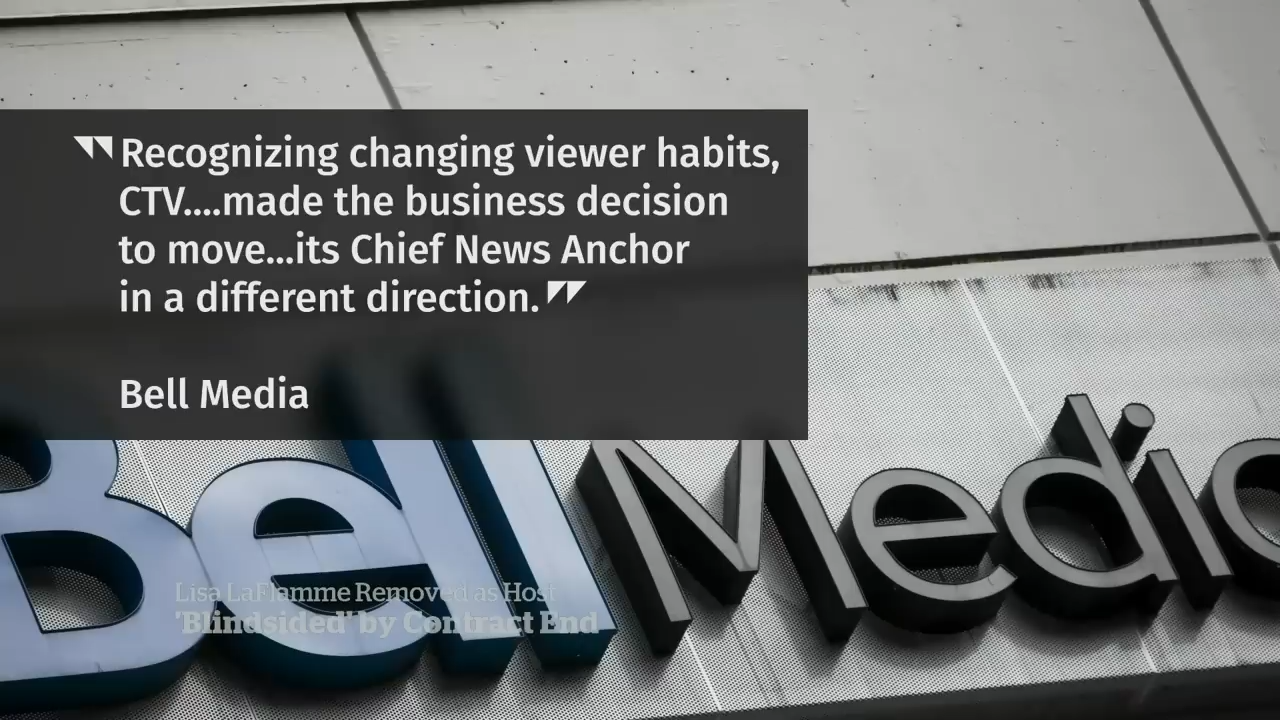 "Recognizing changing viewer habits,
CTV....made the business decision
to move...its Chief News Anchor
in a different direction."
Bell Media
Bell Media
Lisa LaFlamme Removed as Host
'Blindsided' by Contract End